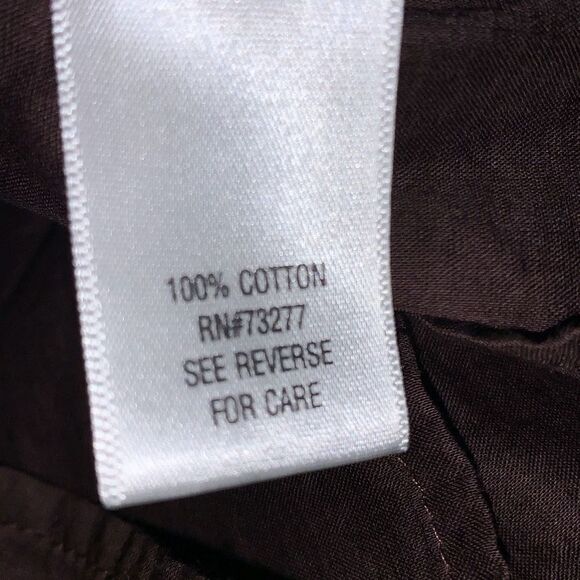 100% COTTON
RN#73277
SEE REVERSE
FOR CARE